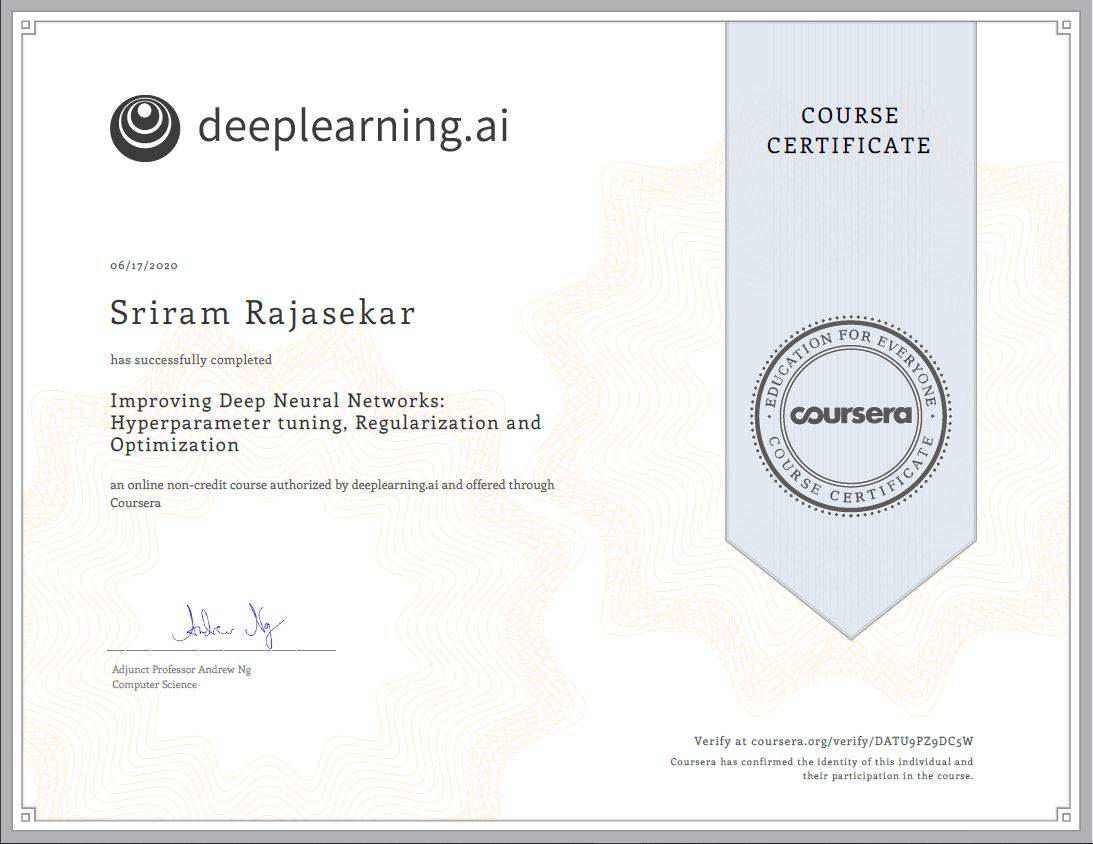 deeplearning.ai
COURSE
CERTIFICATE
06/17/2020
Sriram Rajasekar
has successfully completed
Improving Deep Neural Networks:
Hyperparameter tuning, Regularization and
Optimization
an online non-credit course authorized by deeplearning.ai and offered through
Coursera
EDUCATION FOR EVERYONE
coursera
COURSE CERTIFICATE
Andrew Ng
Adjunct Professor Andrew Ng
Computer Science
Verify at coursera.org/verify/DATU9PZ9DC5W
Coursera has confirmed the identity of this individual and
their participation in the course.